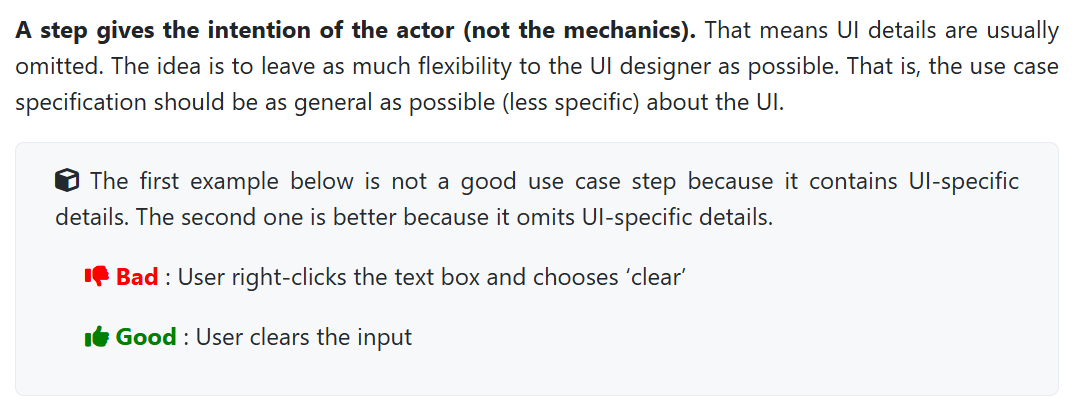 A step gives the intention of the actor (not the mechanics). That means UI details are usually
omitted. The idea is to leave as much flexibility to the UI designer as possible. That is, the use case
specification should be as general as possible (less specific) about the UI.
The first example below is not a good use case step because it contains UI-specific
details. The second one is better because it omits UI-specific details.
Bad : User right-clicks the text box and chooses ‘clear’
Good : User clears the input